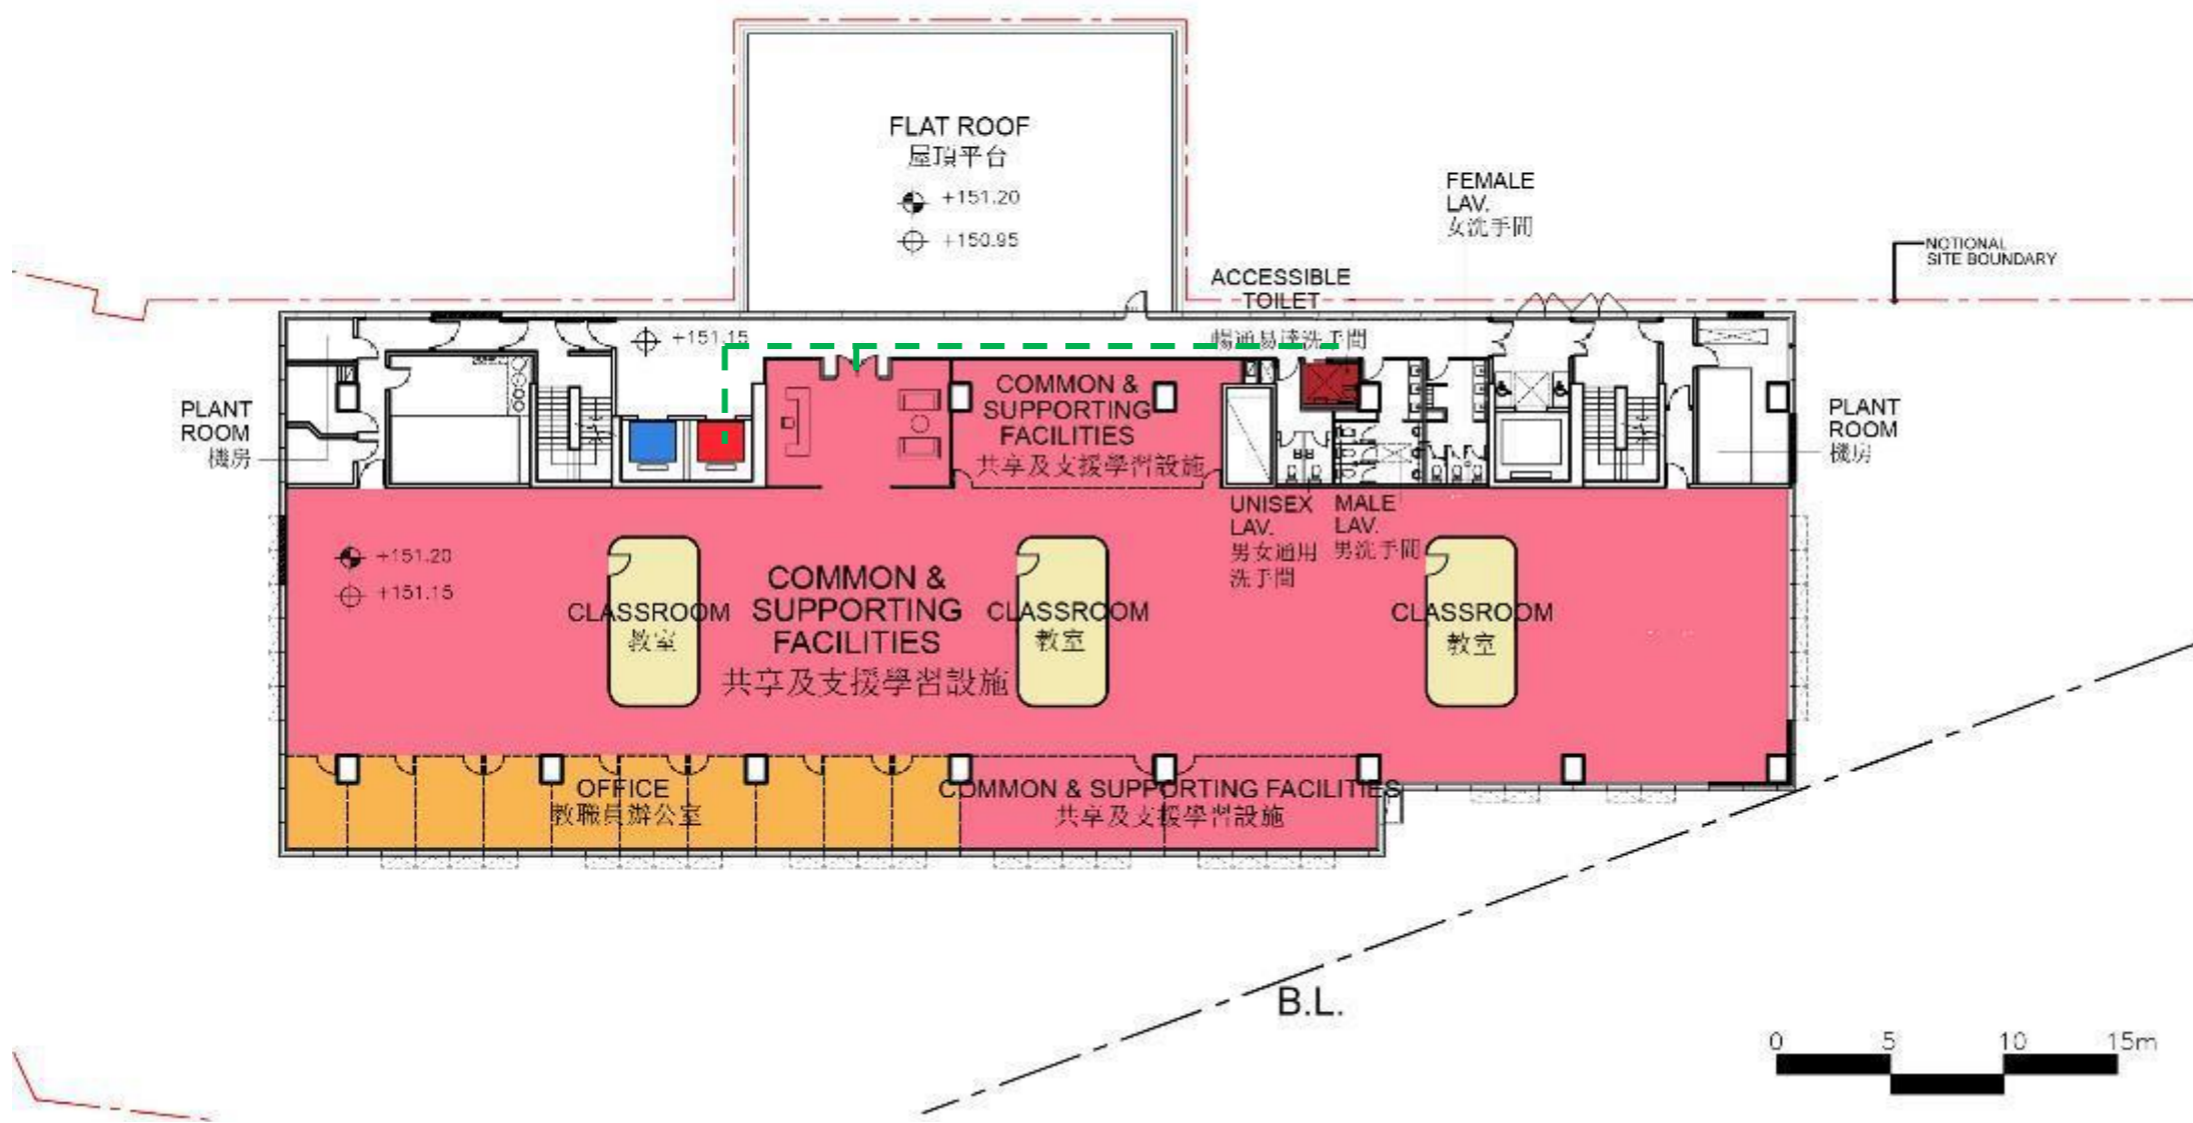 FLAT ROOF
屋頂平台
+151.20
+150.95
FEMALE
LAV.
女洗手間
NOTIONAL
SITE BOUNDARY
ACCESSIBLE
TOILET
暢通易達洗手間
+151.15
PLANT
ROOM
機房
COMMON &
SUPPORTING
FACILITIES
共享及支援學習設施
PLANT
ROOM
機房
UNISEX
LAV.
男女通用
洗手間
MALE
LAV.
男洗手間
+151.20
+151.15
CLASSROOM
教室
COMMON &
SUPPORTING
FACILITIES
共享及支援學習設施
CLASSROOM
教室
CLASSROOM
教室
OFFICE
教職員辦公室
COMMON & SUPPORTING FACILITIES
共享及支援學習設施
B.L.
0 5 10 15m